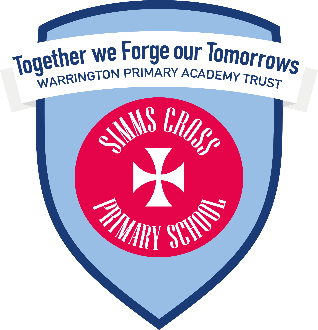 Together we Forge our Tomorrows
WARRINGTON PRIMARY ACADEMY TRUST
SIMMS CROSS
PRIMARY SCHOOL